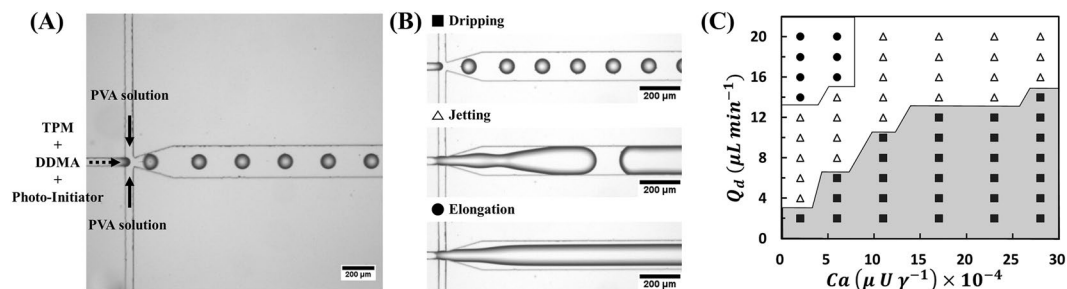 (A)
PVA solution
TPM
+
DDMA
+
Photo-Initiator
PVA solution
200 µm
(B)
■ Dripping
200 µm
△ Jetting
200 µm
● Elongation
200 µm
(C)
20
16
12
8
4
0
Q_d (µL min⁻¹)
0 5 10 15 20 25 30
Ca (µ U γ⁻¹) × 10⁻⁴